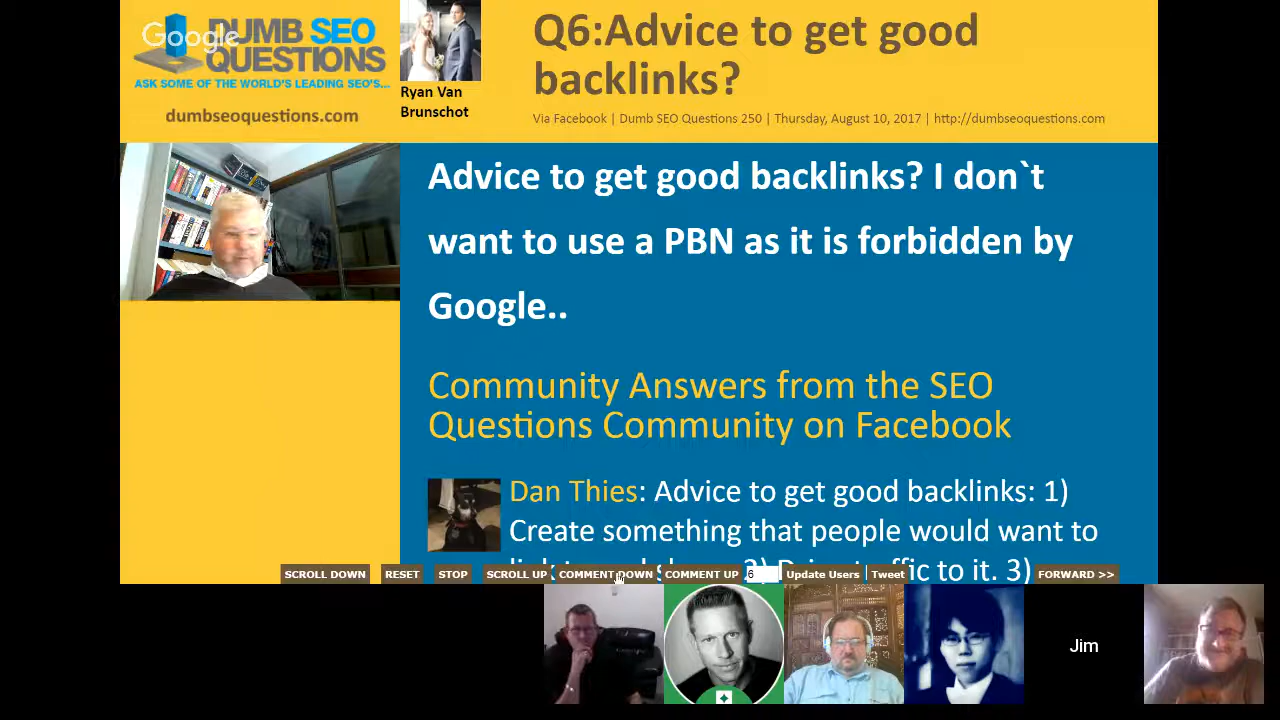 Google
DUMB SEO
QUESTIONS
ASK SOME OF THE WORLD'S LEADING SEO'S...
dumbseoquestions.com
Ryan Van
Brunschot
Q6:Advice to get good
backlinks?
Via Facebook | Dumb SEO Questions 250 | Thursday, August 10, 2017 | http://dumbseoquestions.com
Advice to get good backlinks? I don`t
want to use a PBN as it is forbidden by
Google..
Community Answers from the SEO
Questions Community on Facebook
Dan Thies: Advice to get good backlinks: 1)
Create something that people would want to
to it. 3)
SCROLL DOWN RESET STOP SCROLL UP COMMENT DOWN COMMENT UP 6 Update Users Tweet FORWARD >>
Jim